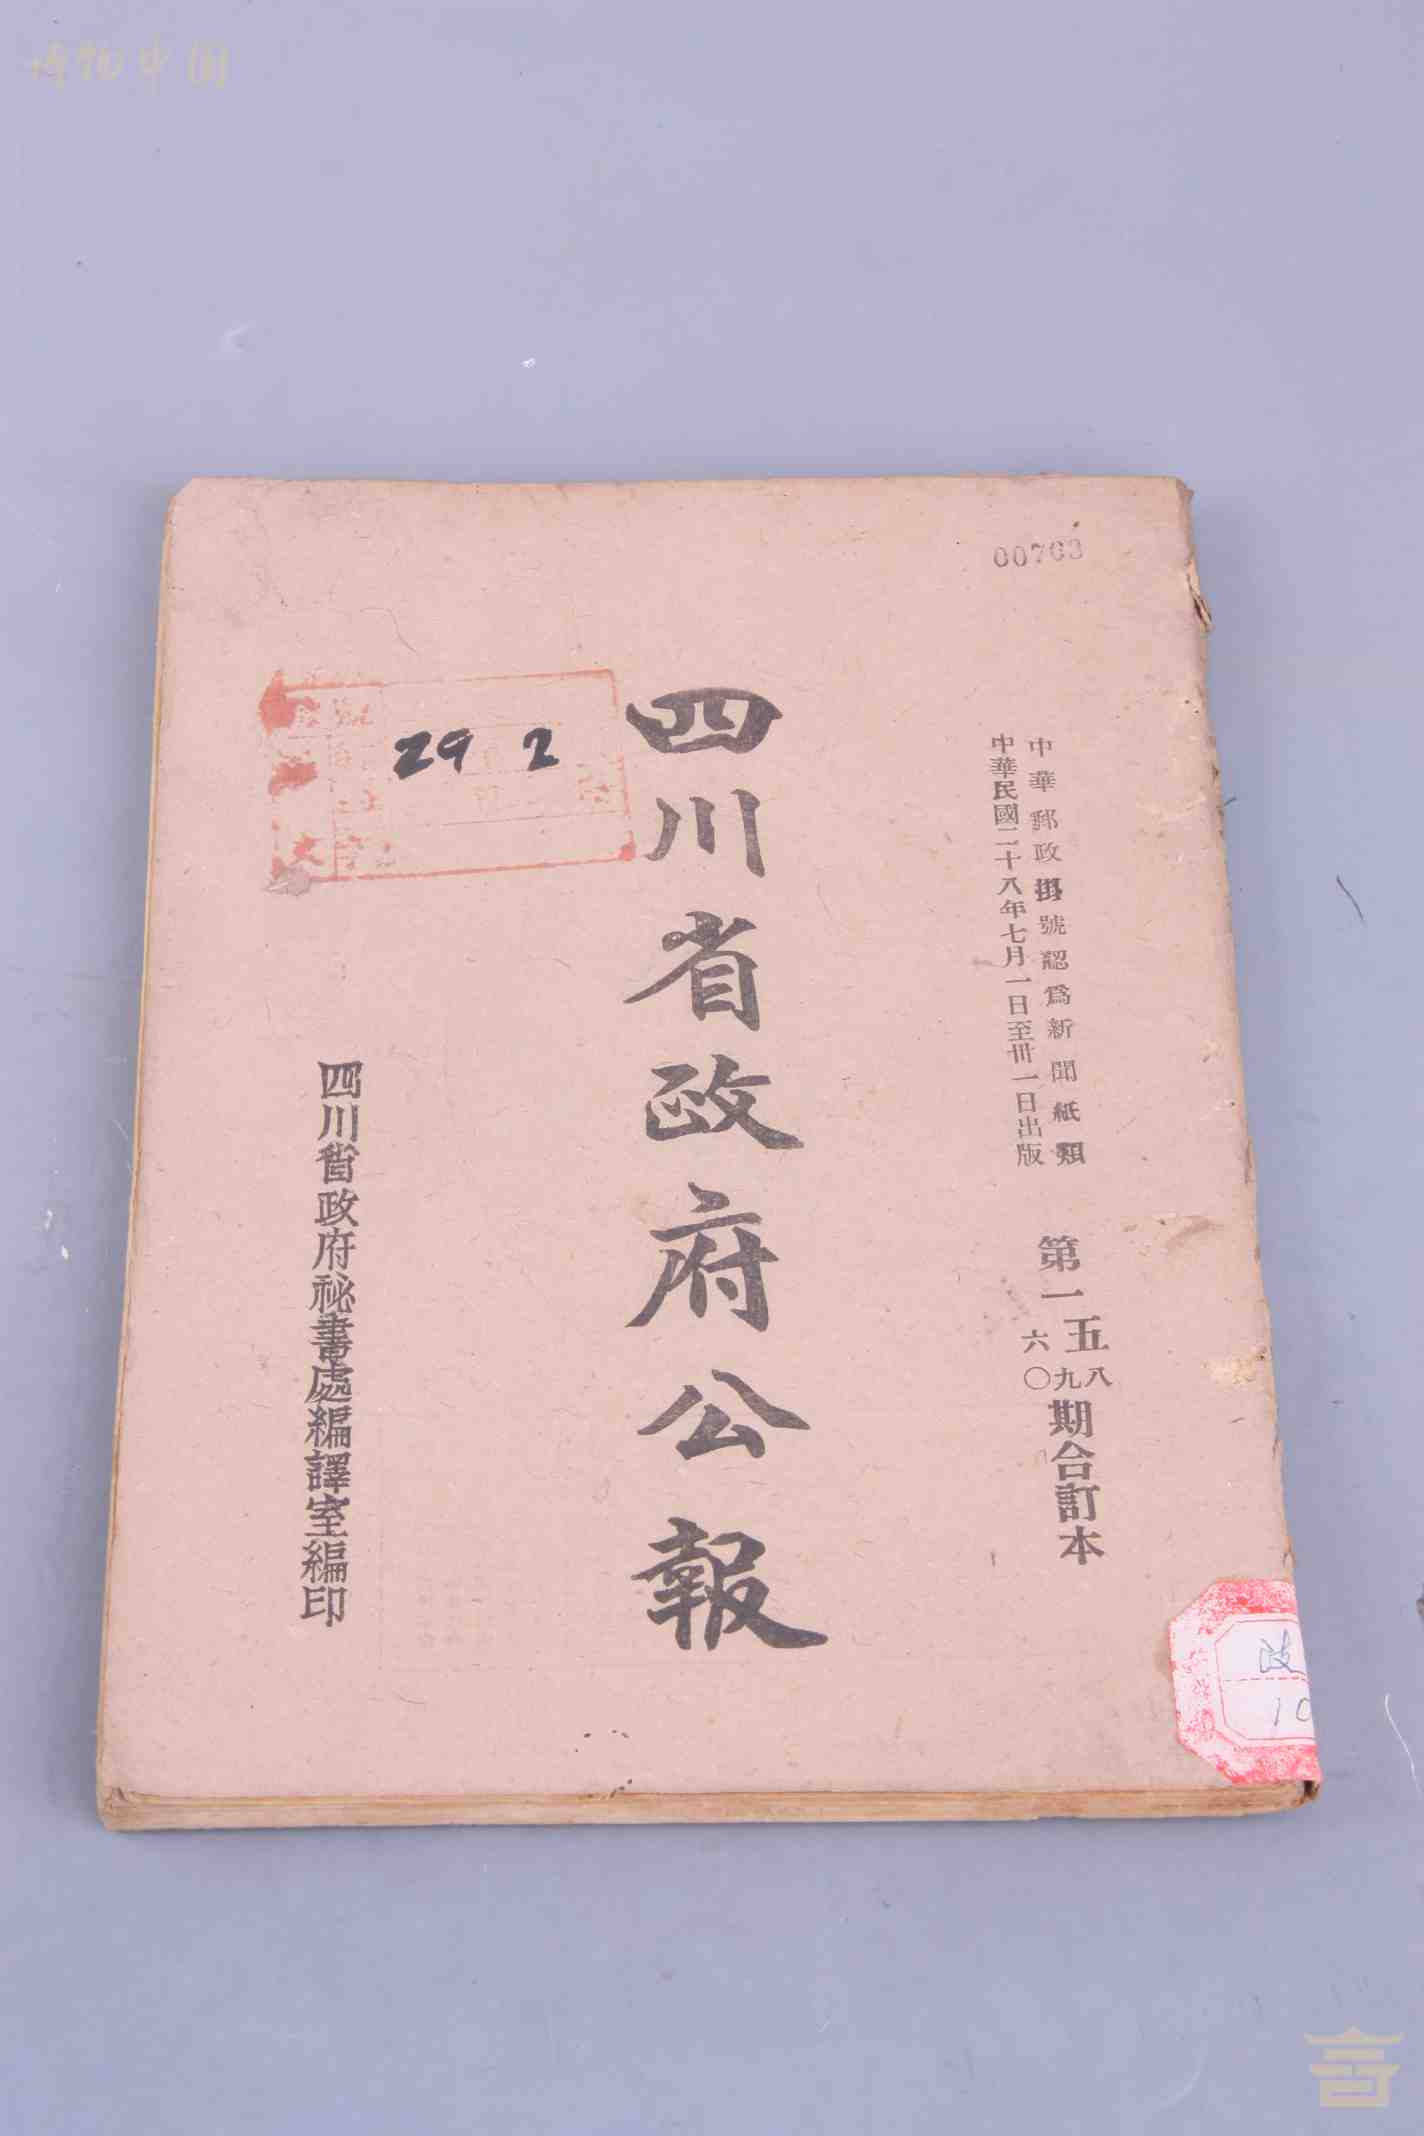 博物中国
00763
中華郵政掛號認爲新聞紙類
中華民國二十八年七月一日至卅一日出版
第一五八九六〇期合訂本
四川省政府公報
29 2
四川省政府祕書處編譯室編印
政
10